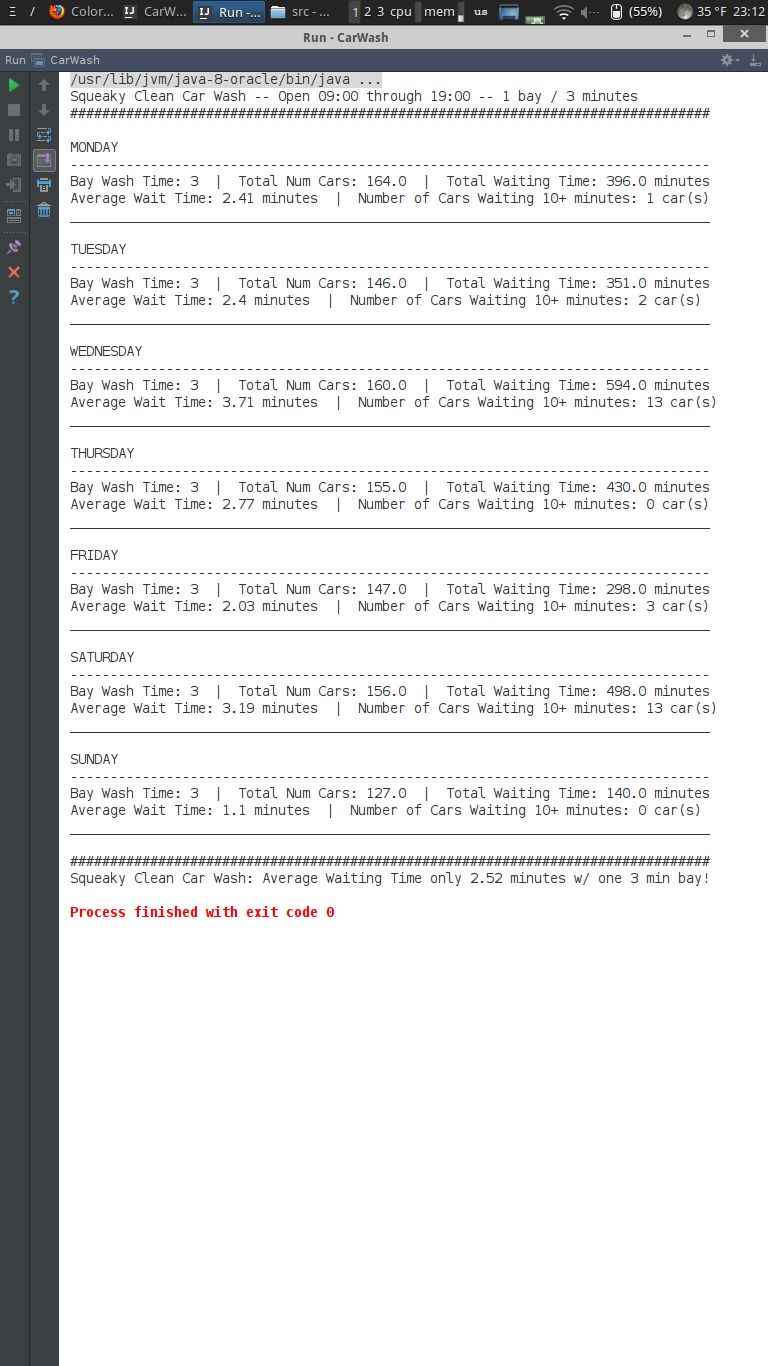 Ξ / Color... CarW... Run -... src - ... 1 2 3 cpu mem us (55%) 35 °F 23:12
Run - CarWash
Run CarWash
/usr/lib/jvm/java-8-oracle/bin/java ...
Squeaky Clean Car Wash -- Open 09:00 through 19:00 -- 1 bay / 3 minutes
################################################################################
MONDAY
--------------------------------------------------------------------------------
Bay Wash Time: 3  |  Total Num Cars: 164.0  |  Total Waiting Time: 396.0 minutes
Average Wait Time: 2.41 minutes  |  Number of Cars Waiting 10+ minutes: 1 car(s)
________________________________________________________________________________
TUESDAY
--------------------------------------------------------------------------------
Bay Wash Time: 3  |  Total Num Cars: 146.0  |  Total Waiting Time: 351.0 minutes
Average Wait Time: 2.4 minutes  |  Number of Cars Waiting 10+ minutes: 2 car(s)
________________________________________________________________________________
WEDNESDAY
--------------------------------------------------------------------------------
Bay Wash Time: 3  |  Total Num Cars: 160.0  |  Total Waiting Time: 594.0 minutes
Average Wait Time: 3.71 minutes  |  Number of Cars Waiting 10+ minutes: 13 car(s)
________________________________________________________________________________
THURSDAY
--------------------------------------------------------------------------------
Bay Wash Time: 3  |  Total Num Cars: 155.0  |  Total Waiting Time: 430.0 minutes
Average Wait Time: 2.77 minutes  |  Number of Cars Waiting 10+ minutes: 0 car(s)
________________________________________________________________________________
FRIDAY
--------------------------------------------------------------------------------
Bay Wash Time: 3  |  Total Num Cars: 147.0  |  Total Waiting Time: 298.0 minutes
Average Wait Time: 2.03 minutes  |  Number of Cars Waiting 10+ minutes: 3 car(s)
________________________________________________________________________________
SATURDAY
--------------------------------------------------------------------------------
Bay Wash Time: 3  |  Total Num Cars: 156.0  |  Total Waiting Time: 498.0 minutes
Average Wait Time: 3.19 minutes  |  Number of Cars Waiting 10+ minutes: 13 car(s)
________________________________________________________________________________
SUNDAY
--------------------------------------------------------------------------------
Bay Wash Time: 3  |  Total Num Cars: 127.0  |  Total Waiting Time: 140.0 minutes
Average Wait Time: 1.1 minutes  |  Number of Cars Waiting 10+ minutes: 0 car(s)
________________________________________________________________________________
################################################################################
Squeaky Clean Car Wash: Average Waiting Time only 2.52 minutes w/ one 3 min bay!
Process finished with exit code 0